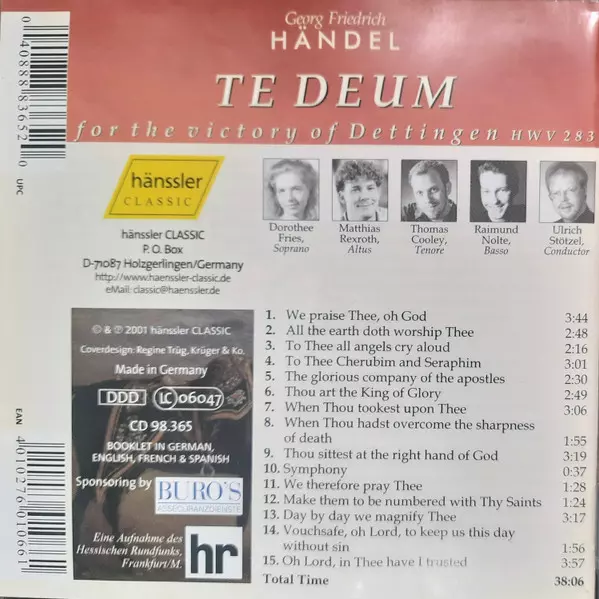 Georg Friedrich
HÄNDEL
TE DEUM
for the victory of Dettingen HWV 283
0 40888 83652 0 UPC
hänssler
CLASSIC
hänssler CLASSIC
P. O. Box
D-71087 Holzgerlingen/Germany
http://www.haenssler-classic.de
eMail: classic@haenssler.de
Dorothee
Fries,
Soprano
Matthias
Rexroth,
Altus
Thomas
Cooley,
Tenore
Raimund
Nolte,
Basso
Ulrich
Stötzel,
Conductor
© & ℗ 2001 hänssler CLASSIC
Coverdesign: Regine Trüg, Krüger & Ko.
Made in Germany
DDD LC 06047
CD 98.365
BOOKLET IN GERMAN,
ENGLISH, FRENCH & SPANISH
Sponsoring by
BURO'S
ASSECURANZDIENSTE
Eine Aufnahme des
Hessischen Rundfunks,
Frankfurt/M.
hr
EAN 4 010276 010661
1. We praise Thee, oh God 3:44
2. All the earth doth worship Thee 2:48
3. To Thee all angels cry aloud 2:16
4. To Thee Cherubim and Seraphim 3:01
5. The glorious company of the apostles 2:30
6. Thou art the King of Glory 2:49
7. When Thou tookest upon Thee 3:06
8. When Thou hadst overcome the sharpness
of death 1:55
9. Thou sittest at the right hand of God 3:19
10. Symphony 0:37
11. We therefore pray Thee 1:28
12. Make them to be numbered with Thy Saints 1:24
13. Day by day we magnify Thee 3:17
14. Vouchsafe, oh Lord, to keep us this day
without sin 1:56
15. Oh Lord, in Thee have I trusted 3:57
Total Time 38:06